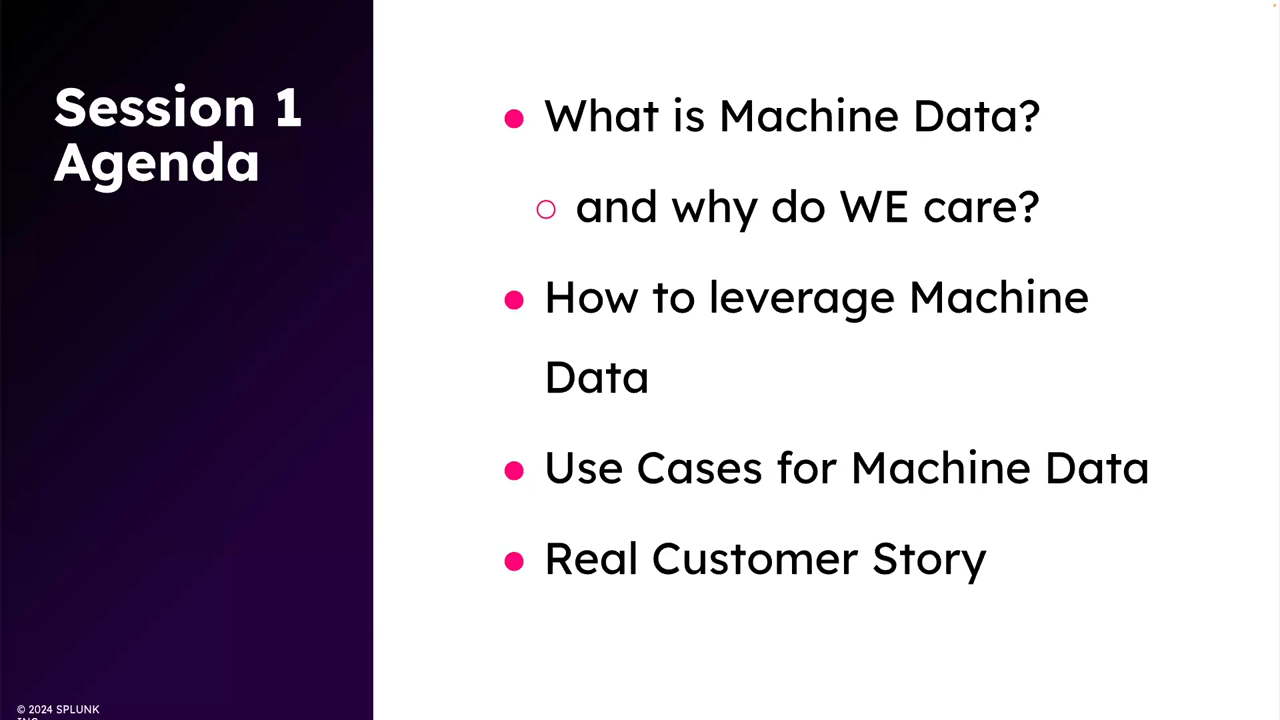 Session 1
Agenda
● What is Machine Data?
○ and why do WE care?
● How to leverage Machine
Data
● Use Cases for Machine Data
● Real Customer Story
© 2024 SPLUNK
INC.